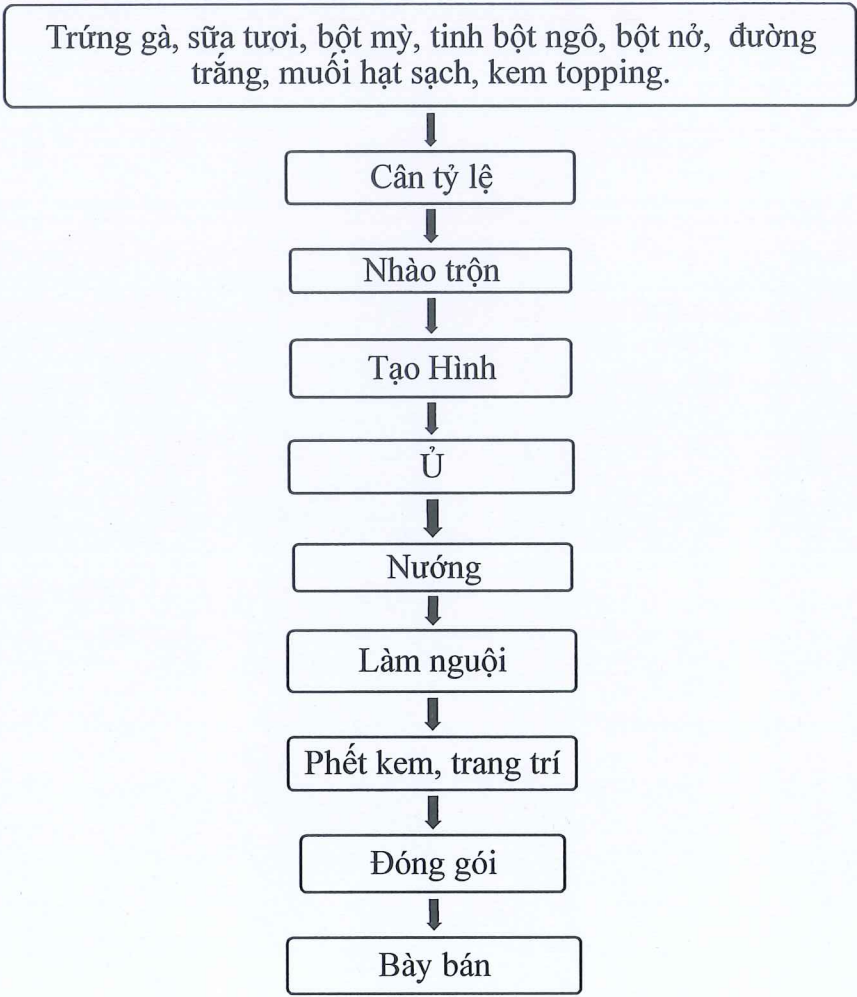 Trứng gà, sữa tươi, bột mỳ, tinh bột ngô, bột nở, đường
trắng, muối hạt sạch, kem topping.
Cân tỷ lệ
Nhào trộn
Tạo Hình
Ủ
Nướng
Làm nguội
Phết kem, trang trí
Đóng gói
Bày bán